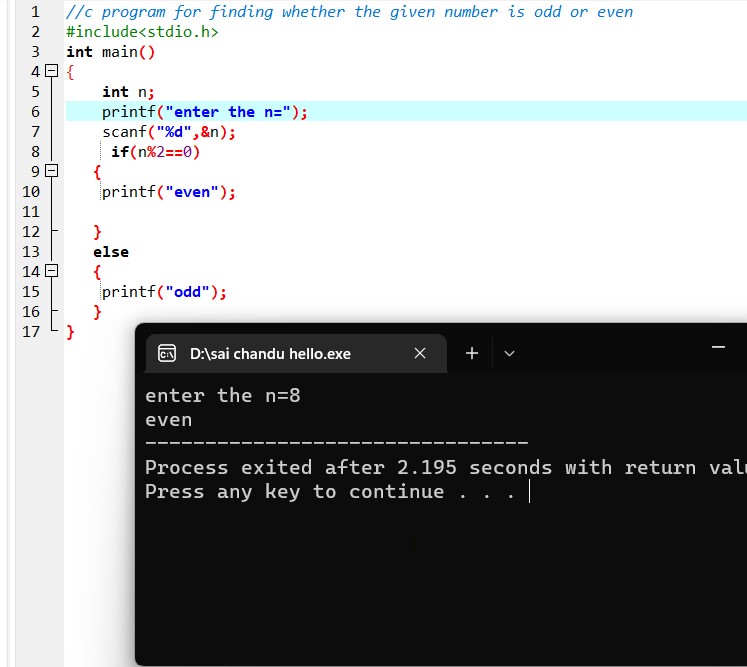 1 //c program for finding whether the given number is odd or even
2 #include<stdio.h>
3 int main()
4 {
5 int n;
6 printf("enter the n=");
7 scanf("%d",&n);
8 if(n%2==0)
9 {
10 printf("even");
11
12 }
13 else
14 {
15 printf("odd");
16 }
17 }
D:\sai chandu hello.exe
enter the n=8
even
--------------------------------
Process exited after 2.195 seconds with return valu
Press any key to continue . . .